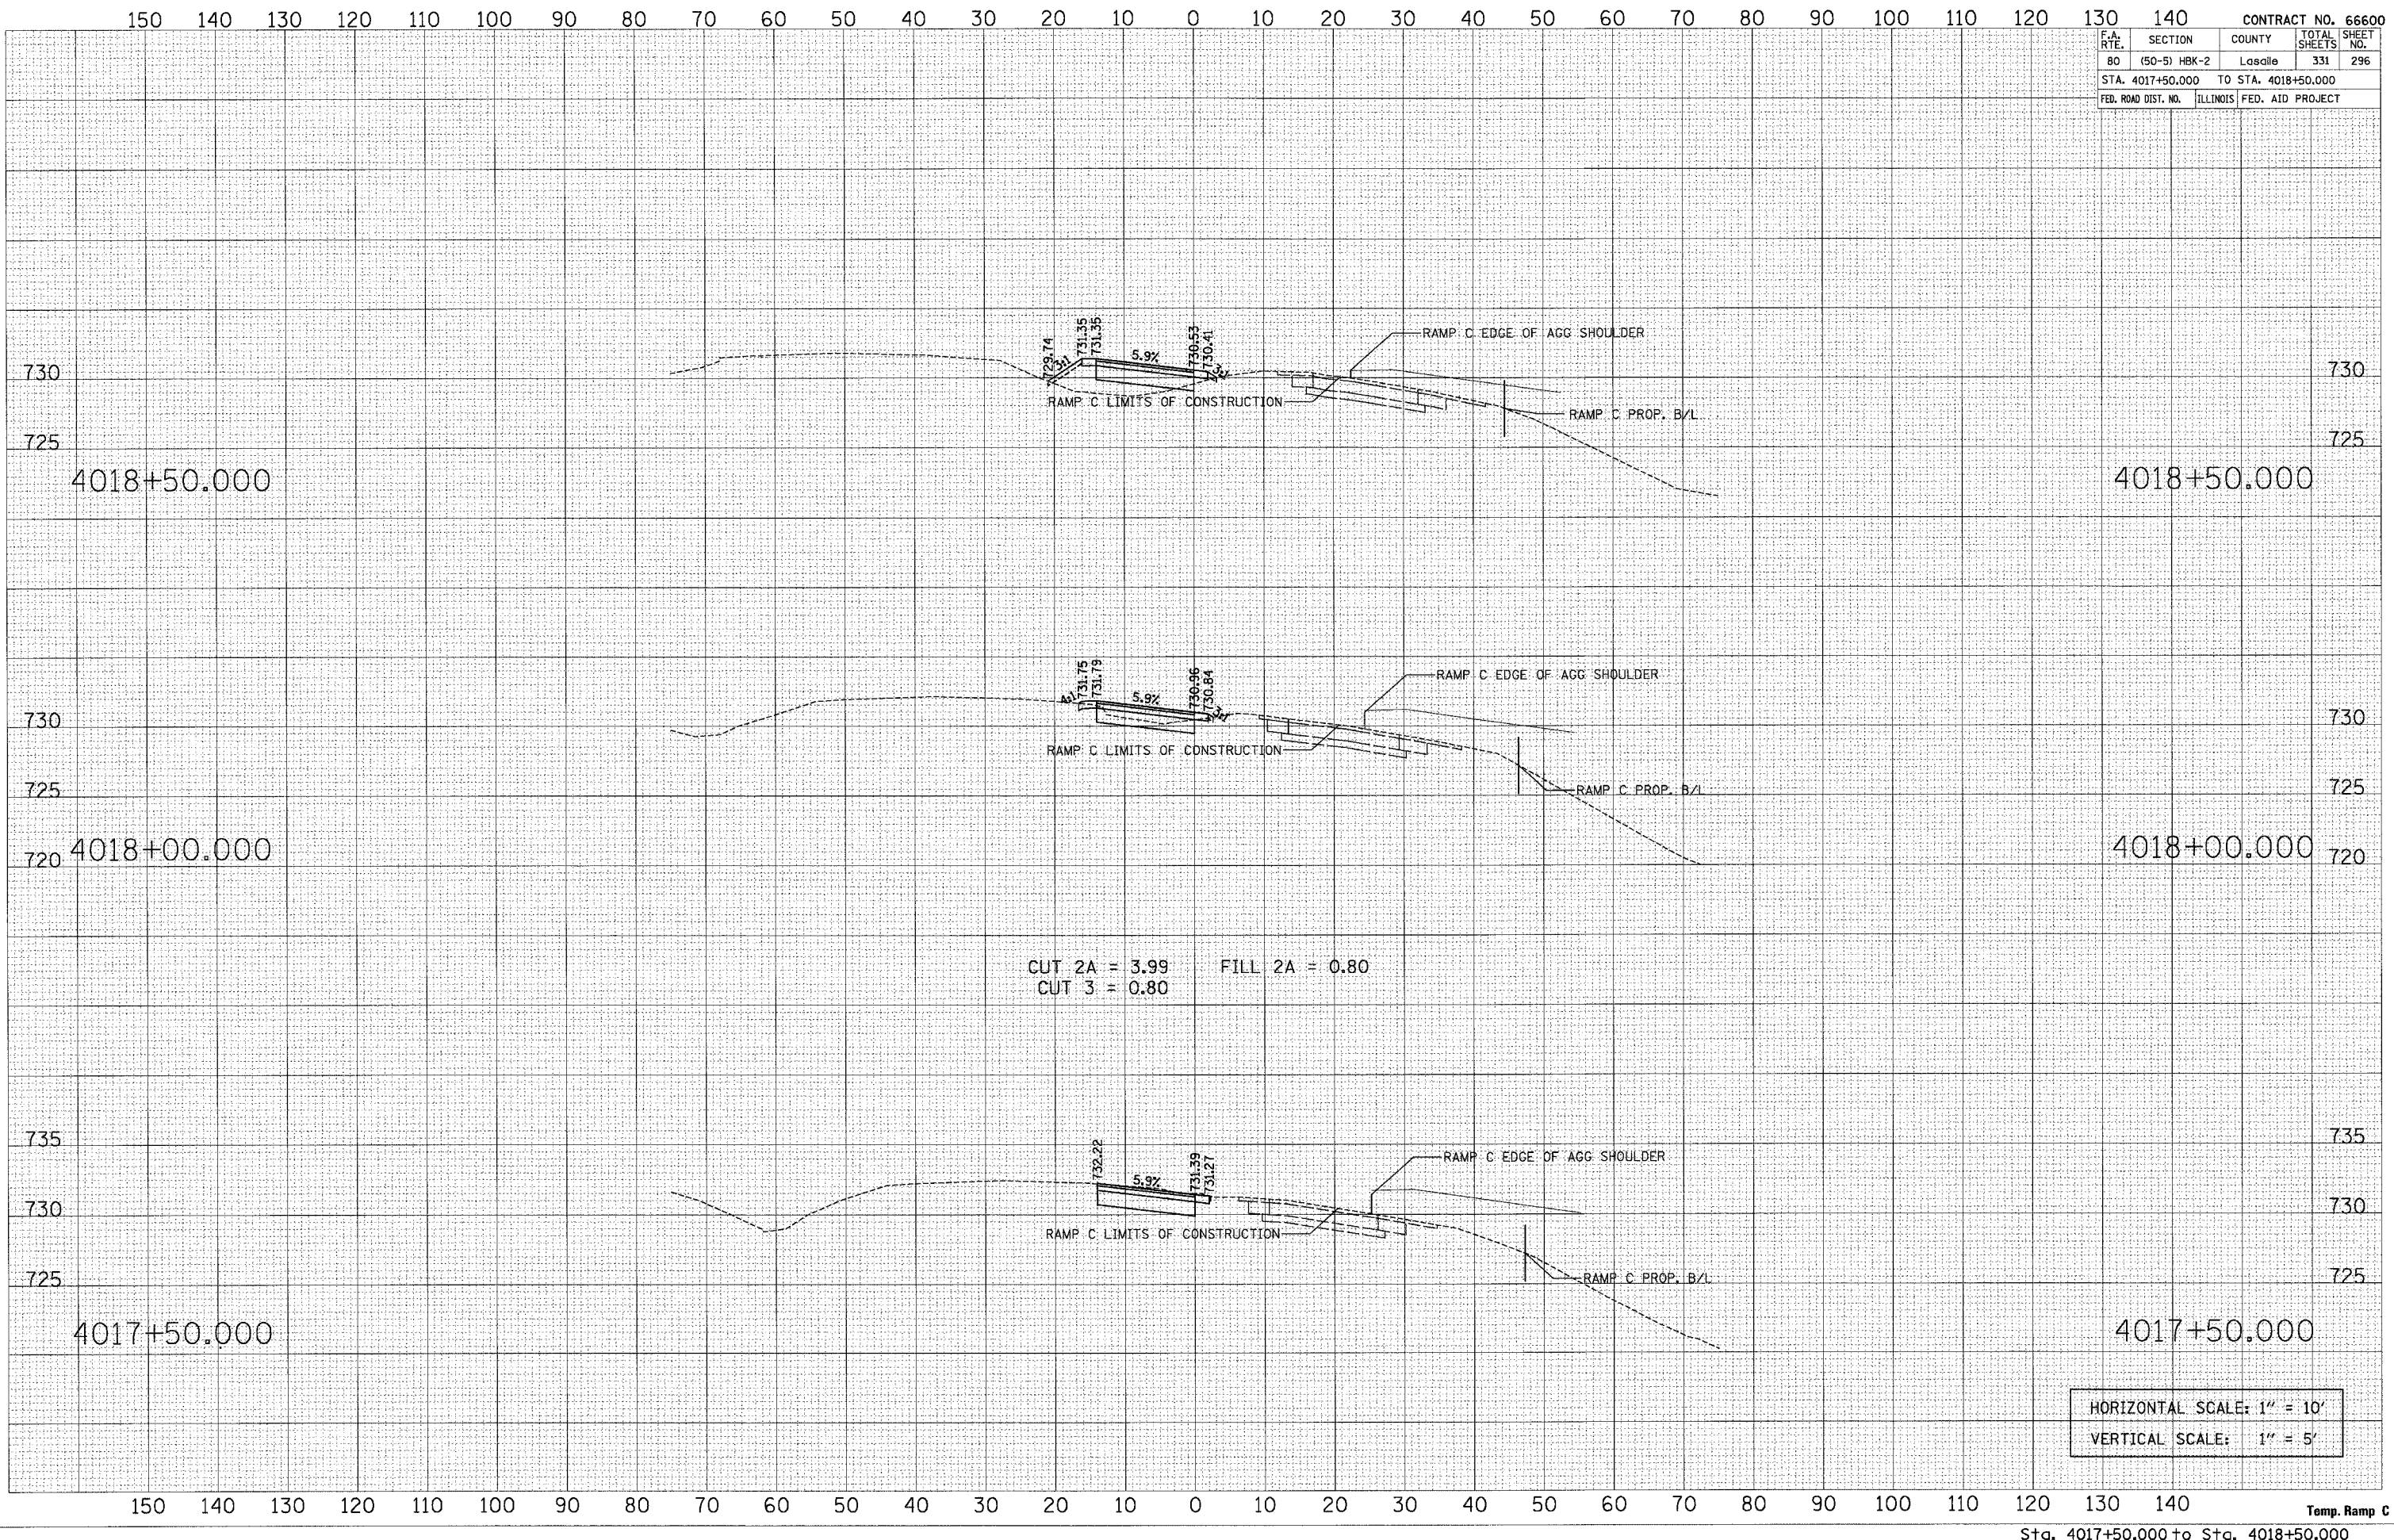 150 140 130 120 110 100 90 80 70 60 50 40 30 20 10 0 10 20 30 40 50 60 70 80 90 100 110 120 130 140
CONTRACT NO. 66600
F.A. RTE. SECTION COUNTY TOTAL SHEETS SHEET NO.
80 (50-5) HBK-2 Lasalle 331 296
STA. 4017+50.000 TO STA. 4018+50.000
FED. ROAD DIST. NO. ILLINOIS FED. AID PROJECT
RAMP C EDGE OF AGG SHOULDER
729.74 3:1 731.35 731.35 5.9% 730.53 730.41 3:1
730 730
RAMP C LIMITS OF CONSTRUCTION
RAMP C PROP. B/L
725 725
4018+50.000 4018+50.000
RAMP C EDGE OF AGG SHOULDER
4:1 731.75 731.79 5.9% 730.96 730.84 3:1
730 730
RAMP C LIMITS OF CONSTRUCTION
RAMP C PROP. B/L
725 725
4018+00.000 4018+00.000
720 720
CUT 2A = 3.99 FILL 2A = 0.80
CUT 3 = 0.80
735 735
RAMP C EDGE OF AGG SHOULDER
732.22 5.9% 731.39 731.27
730 730
RAMP C LIMITS OF CONSTRUCTION
RAMP C PROP. B/L
725 725
4017+50.000 4017+50.000
HORIZONTAL SCALE: 1" = 10'
VERTICAL SCALE: 1" = 5'
150 140 130 120 110 100 90 80 70 60 50 40 30 20 10 0 10 20 30 40 50 60 70 80 90 100 110 120 130 140
Temp. Ramp C
Sta. 4017+50.000 to Sta. 4018+50.000